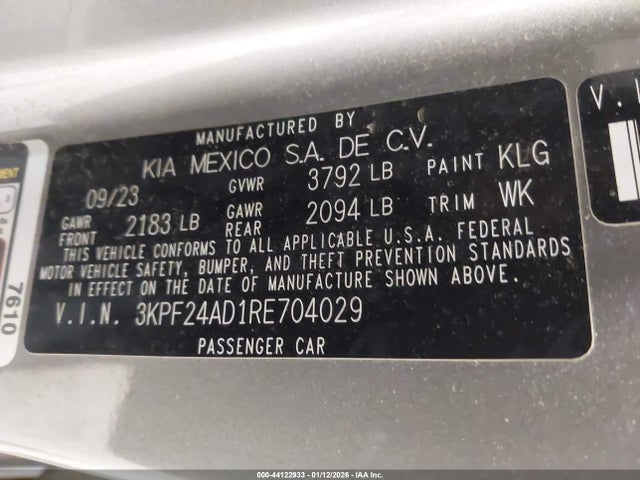 MANUFACTURED BY
KIA MEXICO S.A. DE C.V.
09/23 GVWR 3792 LB PAINT KLG
GAWR FRONT 2183 LB GAWR REAR 2094 LB TRIM WK
THIS VEHICLE CONFORMS TO ALL APPLICABLE U.S.A. FEDERAL
MOTOR VEHICLE SAFETY, BUMPER, AND THEFT PREVENTION STANDARDS
IN EFFECT ON THE DATE OF MANUFACTURE SHOWN ABOVE.
V.I.N. 3KPF24AD1RE704029
PASSENGER CAR
7610
000-44122933 - 01/12/2026 - IAA Inc.